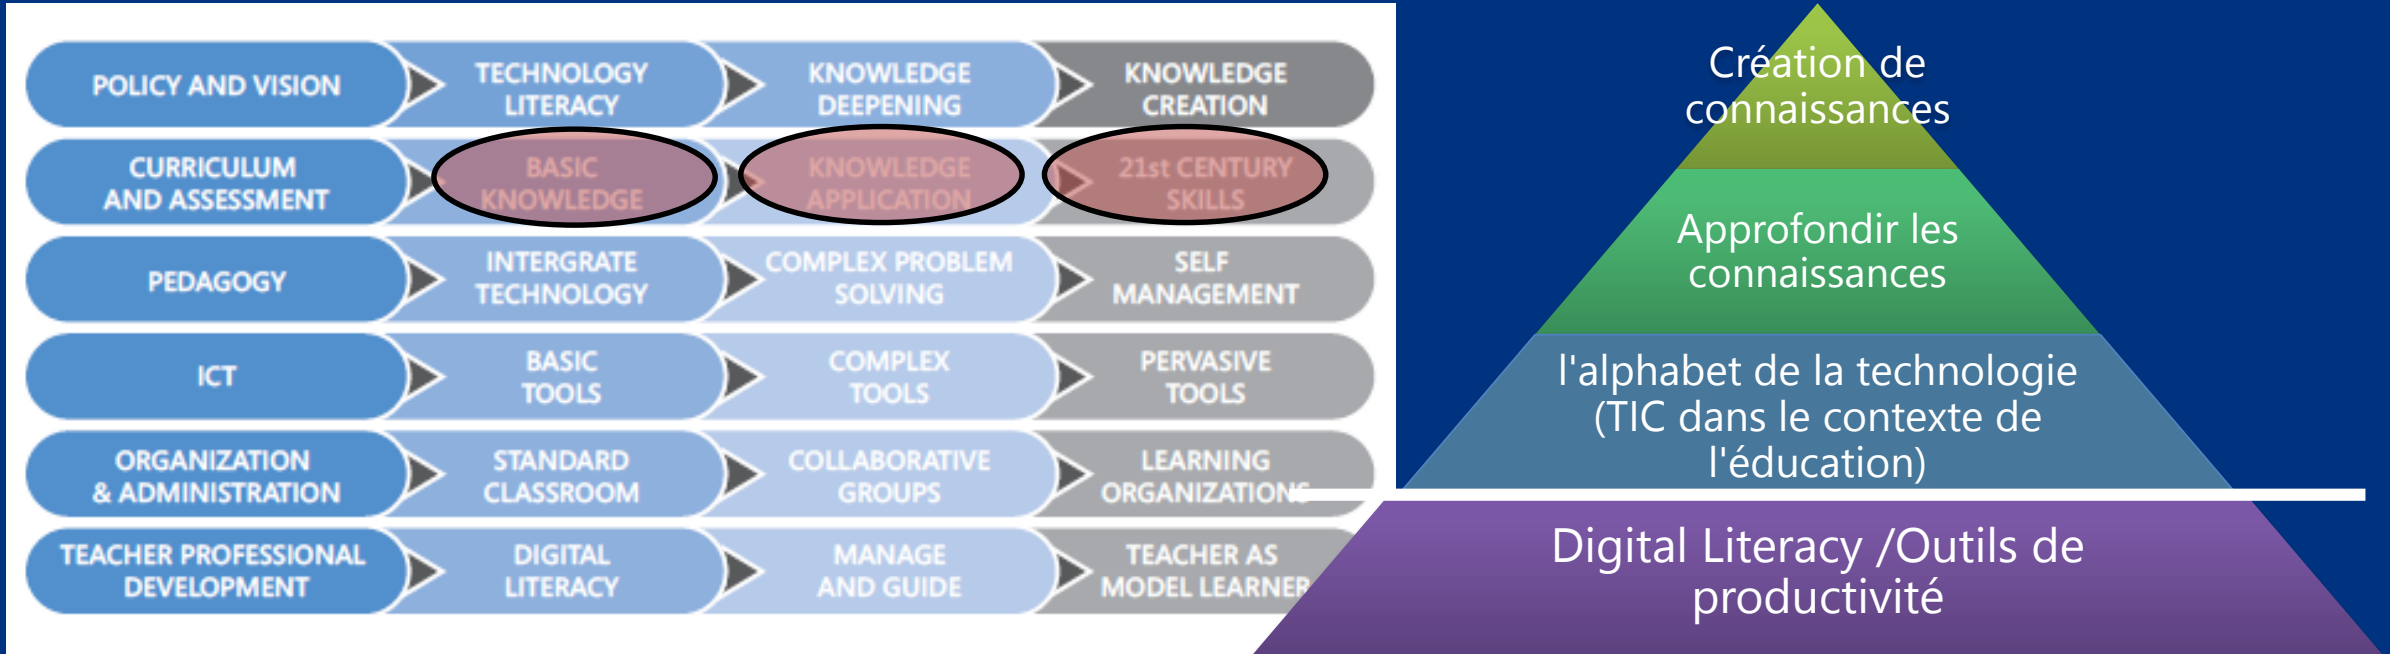 POLICY AND VISION
TECHNOLOGY
LITERACY
KNOWLEDGE
DEEPENING
KNOWLEDGE
CREATION
CURRICULUM
AND ASSESSMENT
BASIC
KNOWLEDGE
KNOWLEDGE
APPLICATION
21st CENTURY
SKILLS
PEDAGOGY
INTERGRATE
TECHNOLOGY
COMPLEX PROBLEM
SOLVING
SELF
MANAGEMENT
ICT
BASIC
TOOLS
COMPLEX
TOOLS
PERVASIVE
TOOLS
ORGANIZATION
& ADMINISTRATION
STANDARD
CLASSROOM
COLLABORATIVE
GROUPS
LEARNING
ORGANIZATIONS
TEACHER PROFESSIONAL
DEVELOPMENT
DIGITAL
LITERACY
MANAGE
AND GUIDE
TEACHER AS
MODEL LEARNER
Création de
connaissances
Approfondir les
connaissances
l'alphabet de la technologie
(TIC dans le contexte de
l'éducation)
Digital Literacy /Outils de
productivité